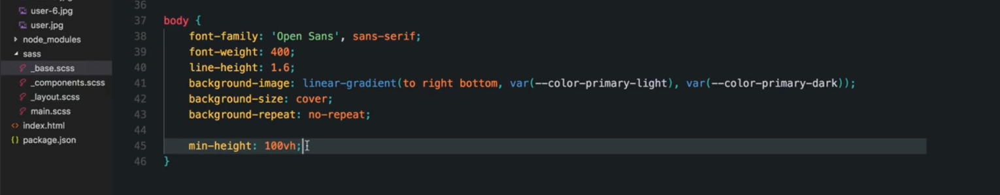 user-6.jpg
user.jpg
node_modules
sass
_base.scss
_components.scss
_layout.scss
main.scss
index.html
package.json
36
37 body {
38 font-family: 'Open Sans', sans-serif;
39 font-weight: 400;
40 line-height: 1.6;
41 background-image: linear-gradient(to right bottom, var(--color-primary-light), var(--color-primary-dark));
42 background-size: cover;
43 background-repeat: no-repeat;
44
45 min-height: 100vh;
46 }